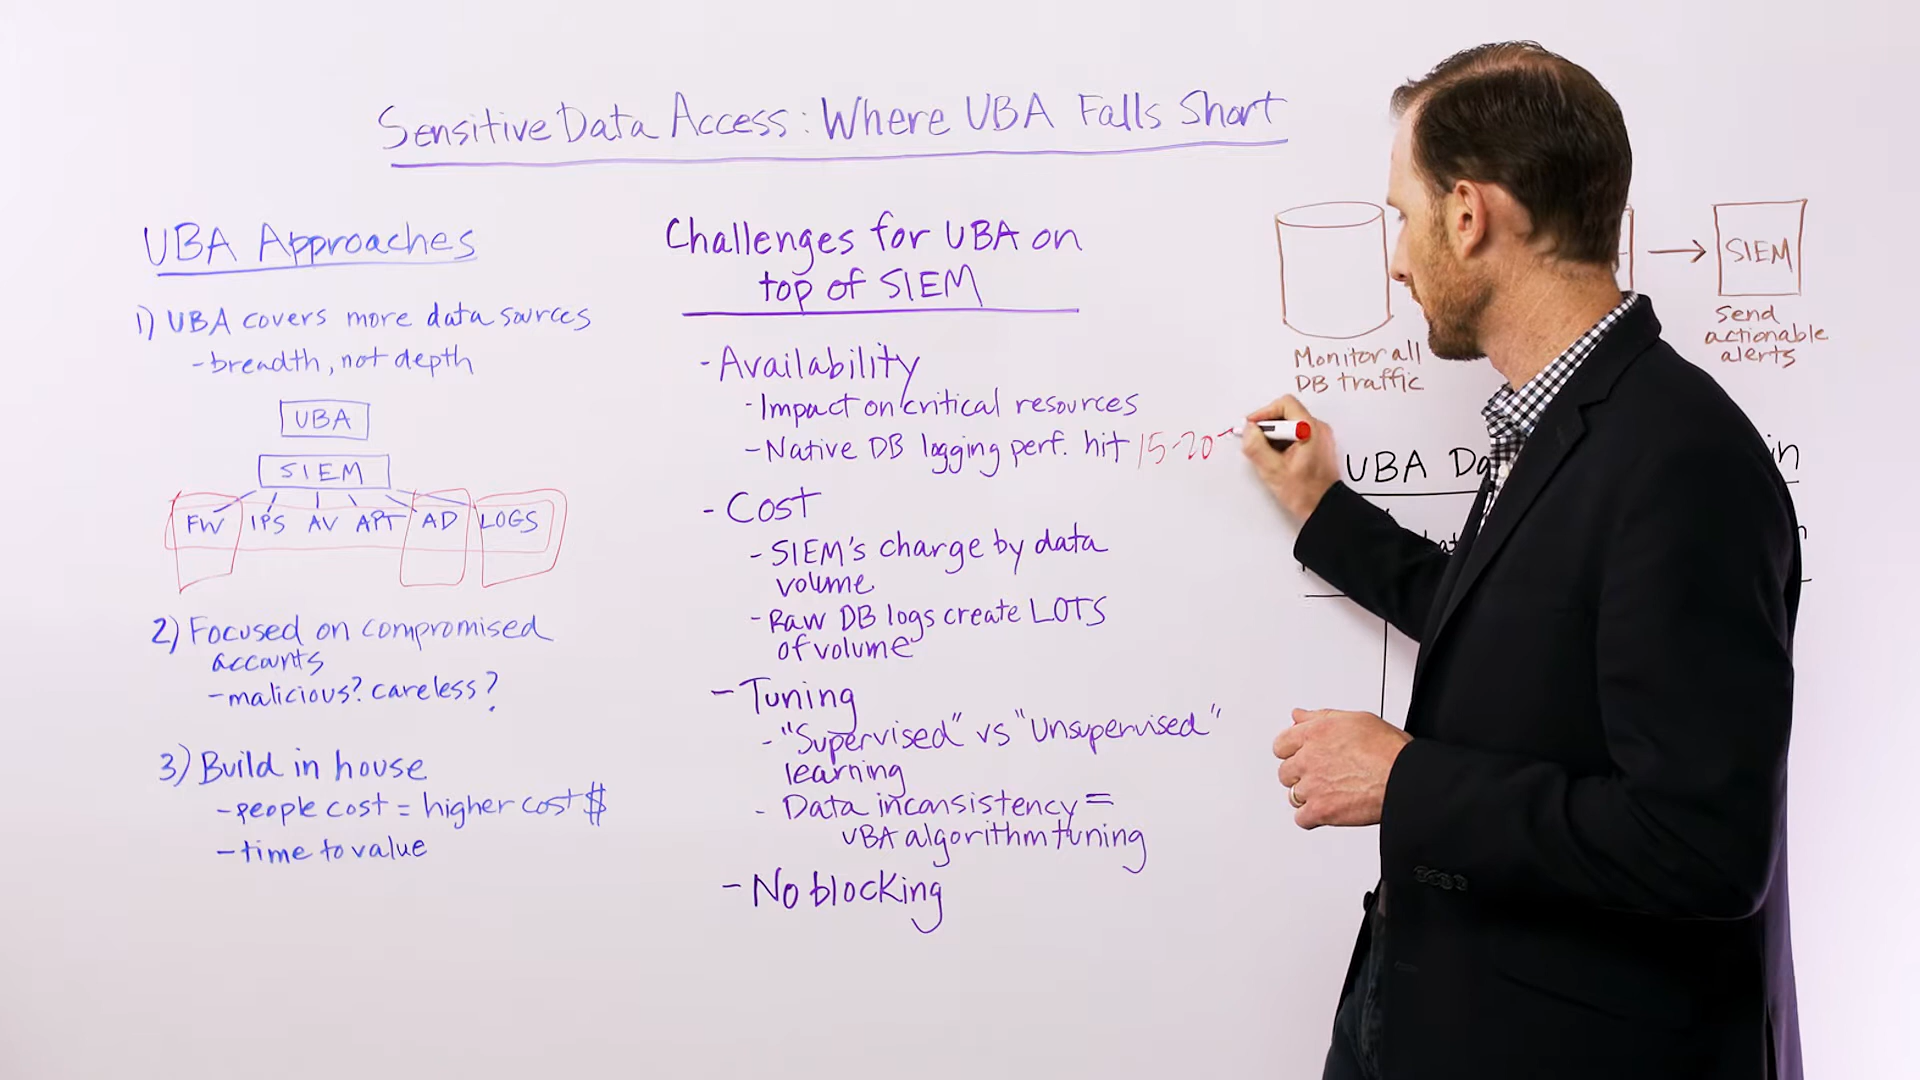 Sensitive Data Access: Where UBA Falls Short
UBA Approaches
1) UBA covers more data sources
- breadth, not depth
UBA
SIEM
FW IPS AV APT AD LOGS
2) Focused on compromised
accounts
- malicious? careless?
3) Build in house
- people cost = higher cost $
- time to value
Challenges for UBA on
top of SIEM
- Availability
- Impact on critical resources
- Native DB logging perf. hit 15-20
- Cost
- SIEM's charge by data
volume
- Raw DB logs create LOTS
of volume
- Tuning
- "Supervised" vs "Unsupervised"
learning
- Data inconsistency =
UBA algorithm tuning
- No blocking
Monitor all
DB traffic
SIEM
Send
actionable
alerts
UBA